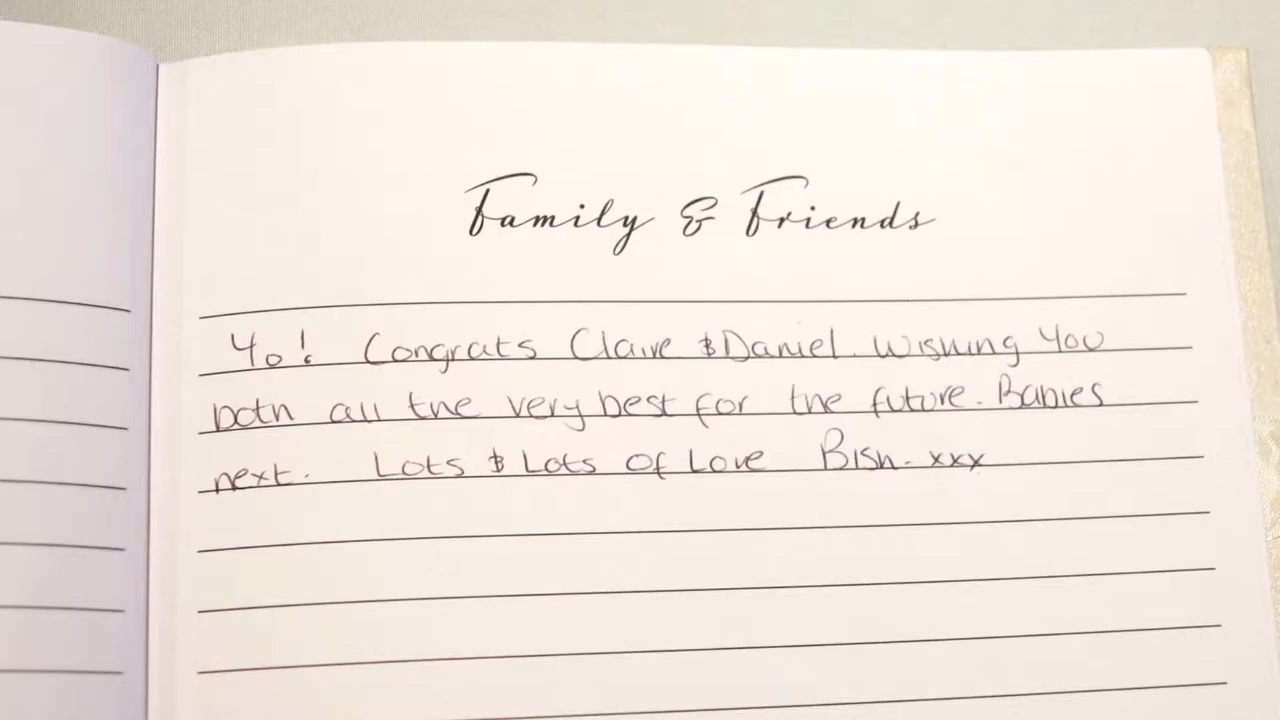 Family & Friends
Yo! Congrats Claire & Daniel. Wishing You
both all the very best for the future. Babies
next. Lots & Lots Of Love Bish. xxx